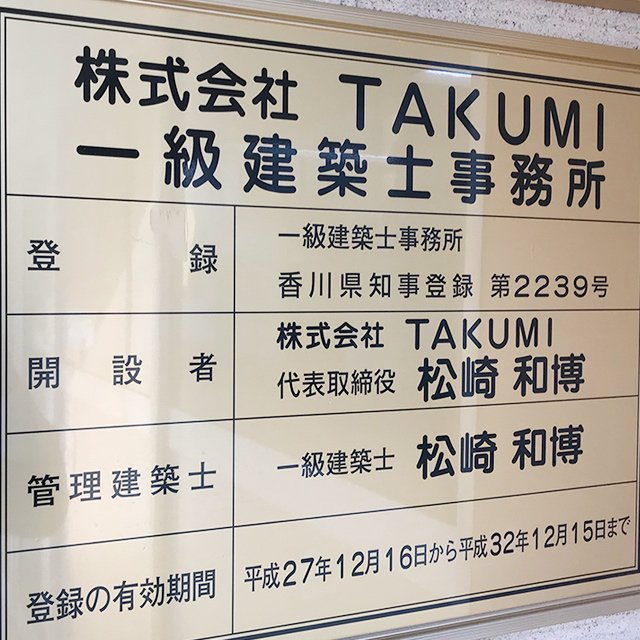 株式会社 TAKUMI
一級建築士事務所
登録 一級建築士事務所
香川県知事登録 第2239号
開設者 株式会社 TAKUMI
代表取締役 松崎 和博
管理建築士 一級建築士 松崎 和博
登録の有効期間 平成27年12月16日から平成32年12月15日まで